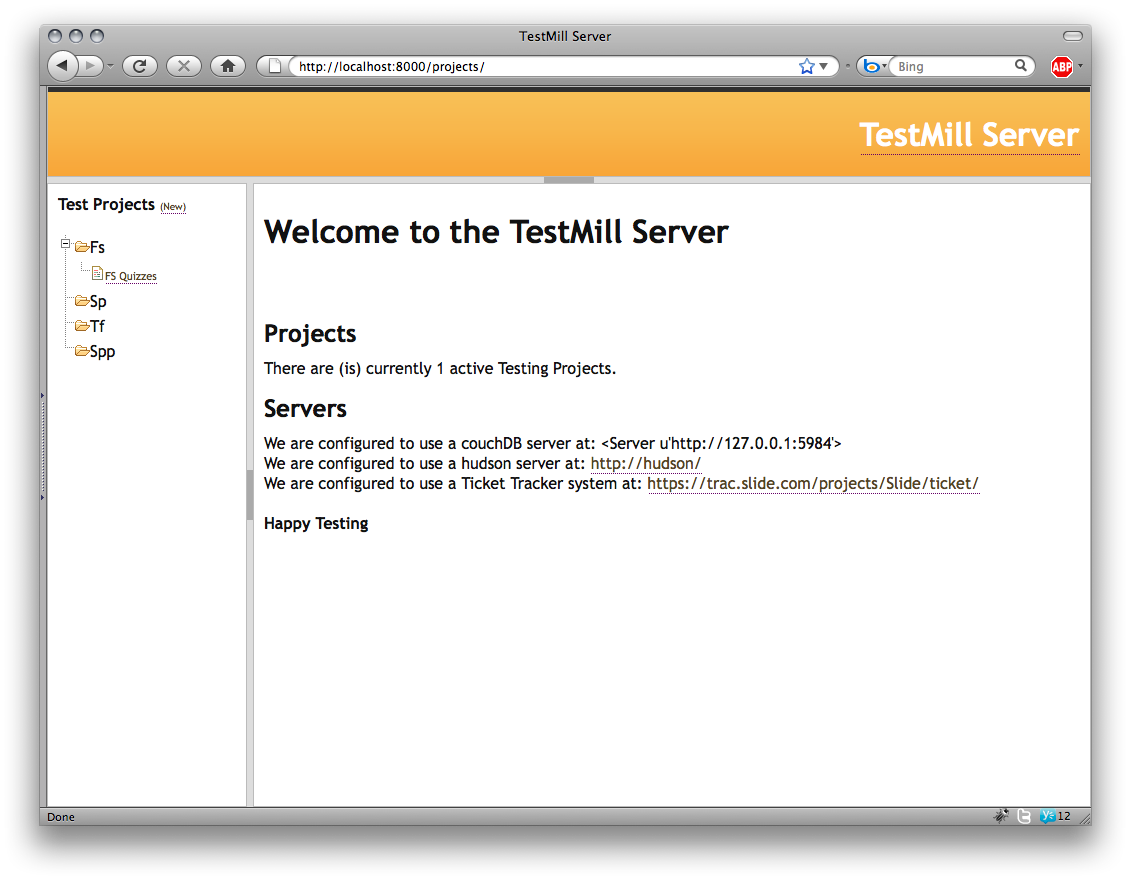 TestMill Server
http://localhost:8000/projects/
Bing
ABP
TestMill Server
Test Projects (New)
Fs
FS Quizzes
Sp
Tf
Spp
Welcome to the TestMill Server
Projects
There are (is) currently 1 active Testing Projects.
Servers
We are configured to use a couchDB server at: <Server u'http://127.0.0.1:5984'>
We are configured to use a hudson server at: http://hudson/
We are configured to use a Ticket Tracker system at: https://trac.slide.com/projects/Slide/ticket/
Happy Testing
Done
12